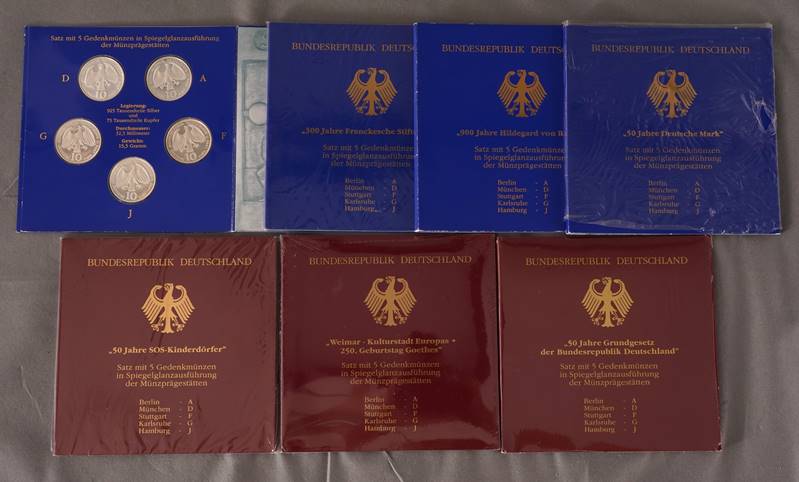 Satz mit 5 Gedenkmünzen in Spiegelglanzausführung
der Münzprägestätten
D
A
10
10
Legierung:
925 Tausendteile Silber
und
75 Tausendteile Kupfer
Durchmesser:
32,5 Millimeter
Gewicht:
15,5 Gramm
G
F
10
10
10
J
BUNDESREPUBLIK DEUTSCH
„300 Jahre Franckesche Stift
Satz mit 5 Gedenkmünzen
in Spiegelglanzausführung
der Münzprägestätten
Berlin - A
München - D
Stuttgart - F
Karlsruhe - G
Hamburg - J
BUNDESREPUBLIK DEUTSCH
„900 Jahre Hildegard von B
Satz mit 5 Gedenkmünzen
in Spiegelglanzausführung
der Münzprägestätten
Berlin - A
München - D
Stuttgart - F
Karlsruhe - G
Hamburg - J
BUNDESREPUBLIK DEUTSCHLAND
„50 Jahre Deutsche Mark"
Satz mit 5 Gedenkmünzen
in Spiegelglanzausführung
der Münzprägestätten
Berlin - A
München - D
Stuttgart - F
Karlsruhe - G
Hamburg - J
BUNDESREPUBLIK DEUTSCHLAND
„50 Jahre SOS-Kinderdörfer"
Satz mit 5 Gedenkmünzen
in Spiegelglanzausführung
der Münzprägestätten
Berlin - A
München - D
Stuttgart - F
Karlsruhe - G
Hamburg - J
BUNDESREPUBLIK DEUTSCHLAND
„Weimar - Kulturstadt Europas •
250. Geburtstag Goethes"
Satz mit 5 Gedenkmünzen
in Spiegelglanzausführung
der Münzprägestätten
Berlin - A
München - D
Stuttgart - F
Karlsruhe - G
Hamburg - J
BUNDESREPUBLIK DEUTSCHLAND
„50 Jahre Grundgesetz
der Bundesrepublik Deutschland"
Satz mit 5 Gedenkmünzen
in Spiegelglanzausführung
der Münzprägestätten
Berlin - A
München - D
Stuttgart - F
Karlsruhe - G
Hamburg - J